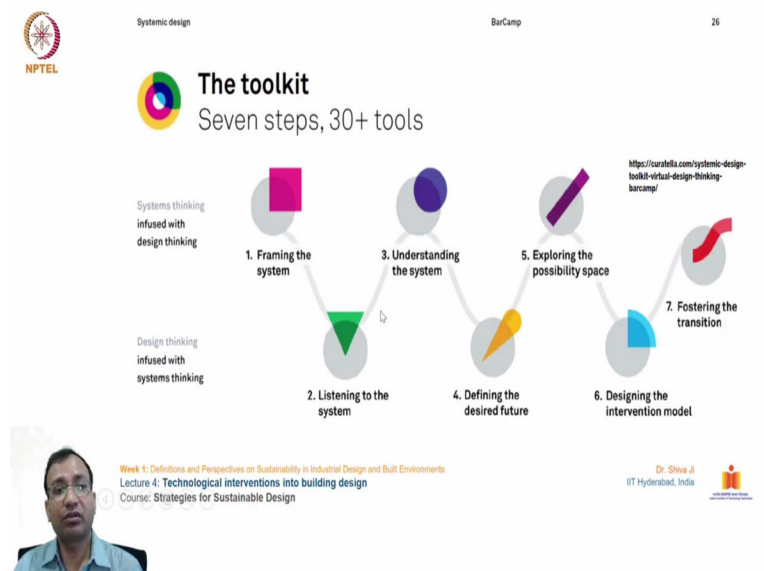 Systemic design
BarCamp
26
NPTEL
The toolkit
Seven steps, 30+ tools
https://curatella.com/systemic-design-
toolkit-virtual-design-thinking-
barcamp/
Systems thinking
infused with
design thinking
1. Framing the
system
3. Understanding
the system
5. Exploring the
possibility space
7. Fostering the
transition
Design thinking
infused with
systems thinking
2. Listening to the
system
4. Defining the
desired future
6. Designing the
intervention model
Week 1: Definitions and Perspectives on Sustainability in Industrial Design and Built Environments
Lecture 4: Technological interventions into building design
Course: Strategies for Sustainable Design
Dr. Shiva Ji
IIT Hyderabad, India